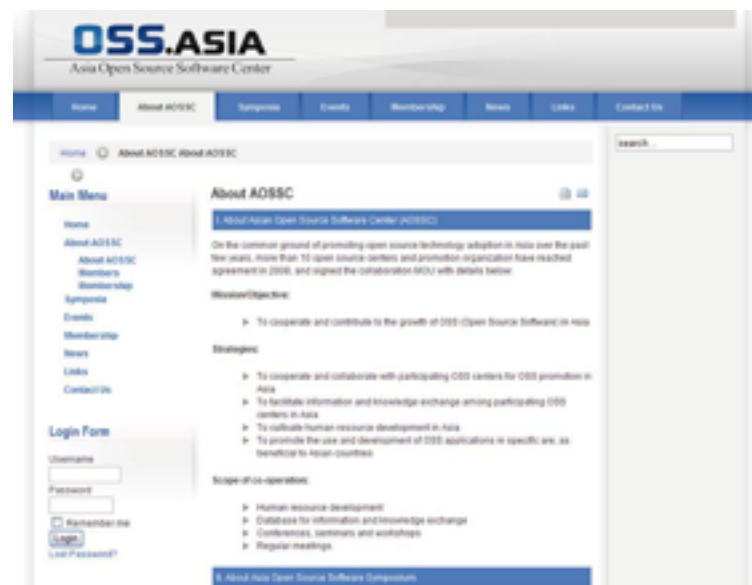 OSS.ASIA
Asia Open Source Software Center
Home About AOSSC Symposia Events Membership News Links Contact Us
search...
Home About AOSSC About AOSSC
Main Menu
Home
About AOSSC
About AOSSC
Members
Membership
Symposia
Events
Membership
News
Links
Contact Us
Login Form
Username
Password
Remember me
Login
Lost Password?
About AOSSC
I. About Asian Open Source Software Center (AOSSC)
On the common ground of promoting open source technology adoption in Asia over the past
few years, more than 10 open source centers and promotion organization have reached
agreement in 2008, and signed the collaboration MOU with details below:
Mission/Objective:
To cooperate and contribute to the growth of OSS (Open Source Software) in Asia
Strategies:
To cooperate and collaborate with participating OSS centers for OSS promotion in
Asia
To facilitate information and knowledge exchange among participating OSS
centers in Asia
To cultivate human resource development in Asia
To promote the use and development of OSS applications in specific are, as
beneficial to Asian countries
Scope of co-operation:
Human resource development
Database for information and knowledge exchange
Conferences, seminars and workshops
Regular meetings.
II. About Asia Open Source Software Symposium